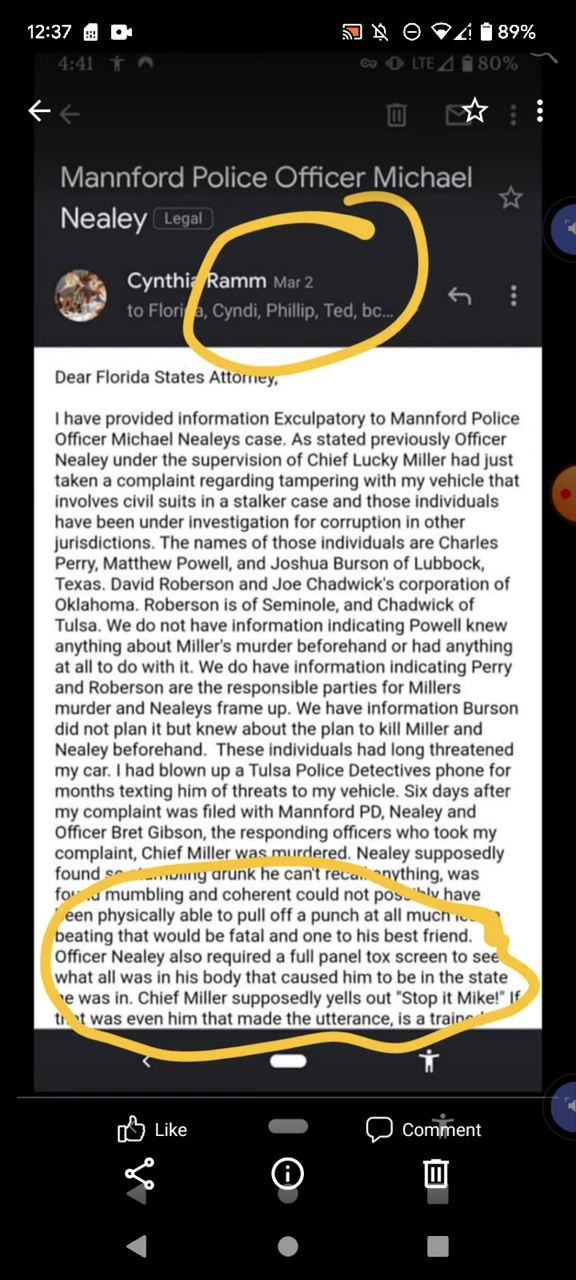 12:37 89%
4:41 LTE 80%
Mannford Police Officer Michael
Nealey Legal
Cynthia Ramm Mar 2
to Florida, Cyndi, Phillip, Ted, bc...
Dear Florida States Attorney,
I have provided information Exculpatory to Mannford Police
Officer Michael Nealeys case. As stated previously Officer
Nealey under the supervision of Chief Lucky Miller had just
taken a complaint regarding tampering with my vehicle that
involves civil suits in a stalker case and those individuals
have been under investigation for corruption in other
jurisdictions. The names of those individuals are Charles
Perry, Matthew Powell, and Joshua Burson of Lubbock,
Texas. David Roberson and Joe Chadwick's corporation of
Oklahoma. Roberson is of Seminole, and Chadwick of
Tulsa. We do not have information indicating Powell knew
anything about Miller's murder beforehand or had anything
at all to do with it. We do have information indicating Perry
and Roberson are the responsible parties for Millers
murder and Nealeys frame up. We have information Burson
did not plan it but knew about the plan to kill Miller and
Nealey beforehand. These individuals had long threatened
my car. I had blown up a Tulsa Police Detectives phone for
months texting him of threats to my vehicle. Six days after
my complaint was filed with Mannford PD, Nealey and
Officer Bret Gibson, the responding officers who took my
complaint, Chief Miller was murdered. Nealey supposedly
found so stumbling drunk he can't recall anything, was
found mumbling and coherent could not possibly have
been physically able to pull off a punch at all much
beating that would be fatal and one to his best friend.
Officer Nealey also required a full panel tox screen to see
what all was in his body that caused him to be in the state
he was in. Chief Miller supposedly yells out "Stop it Mike!" If
that was even him that made the utterance, is a
Like Comment